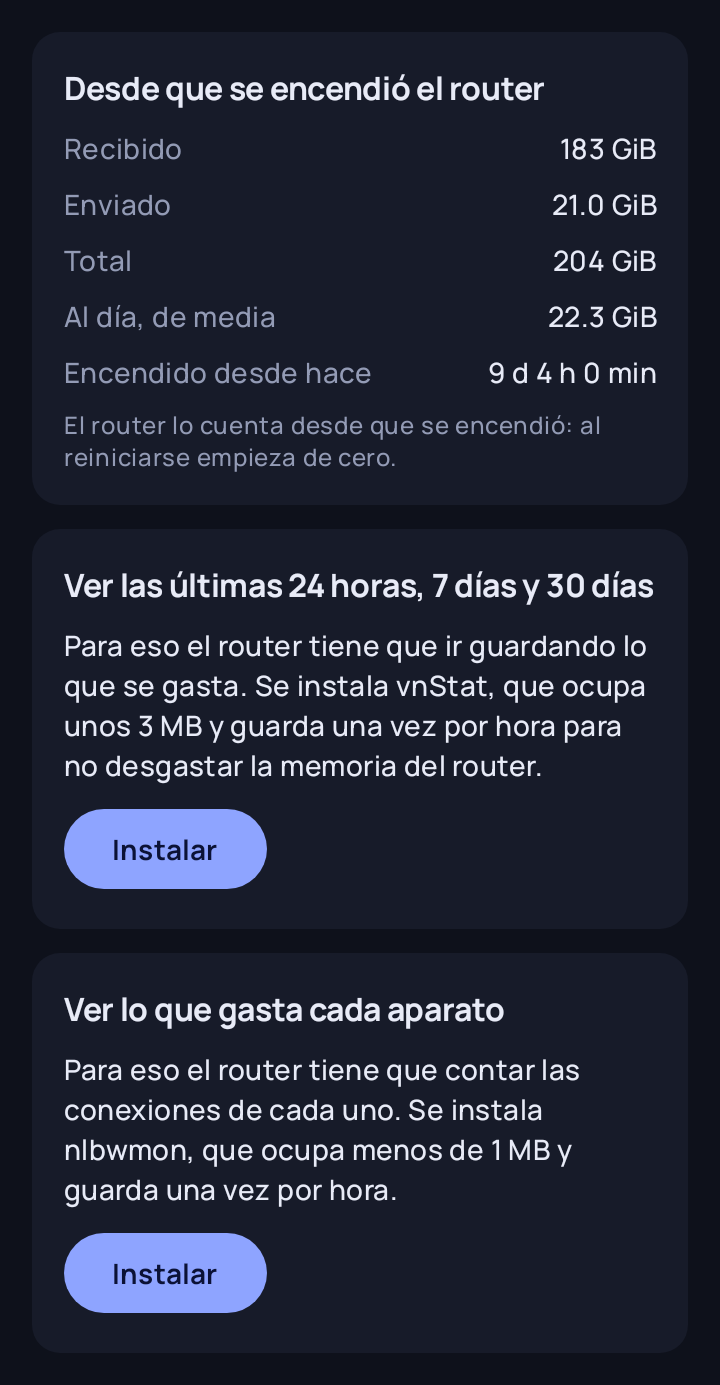 Desde que se encendió el router
Recibido 183 GiB
Enviado 21.0 GiB
Total 204 GiB
Al día, de media 22.3 GiB
Encendido desde hace 9 d 4 h 0 min
El router lo cuenta desde que se encendió: al
reiniciarse empieza de cero.
Ver las últimas 24 horas, 7 días y 30 días
Para eso el router tiene que ir guardando lo
que se gasta. Se instala vnStat, que ocupa
unos 3 MB y guarda una vez por hora para
no desgastar la memoria del router.
Instalar
Ver lo que gasta cada aparato
Para eso el router tiene que contar las
conexiones de cada uno. Se instala
nlbwmon, que ocupa menos de 1 MB y
guarda una vez por hora.
Instalar